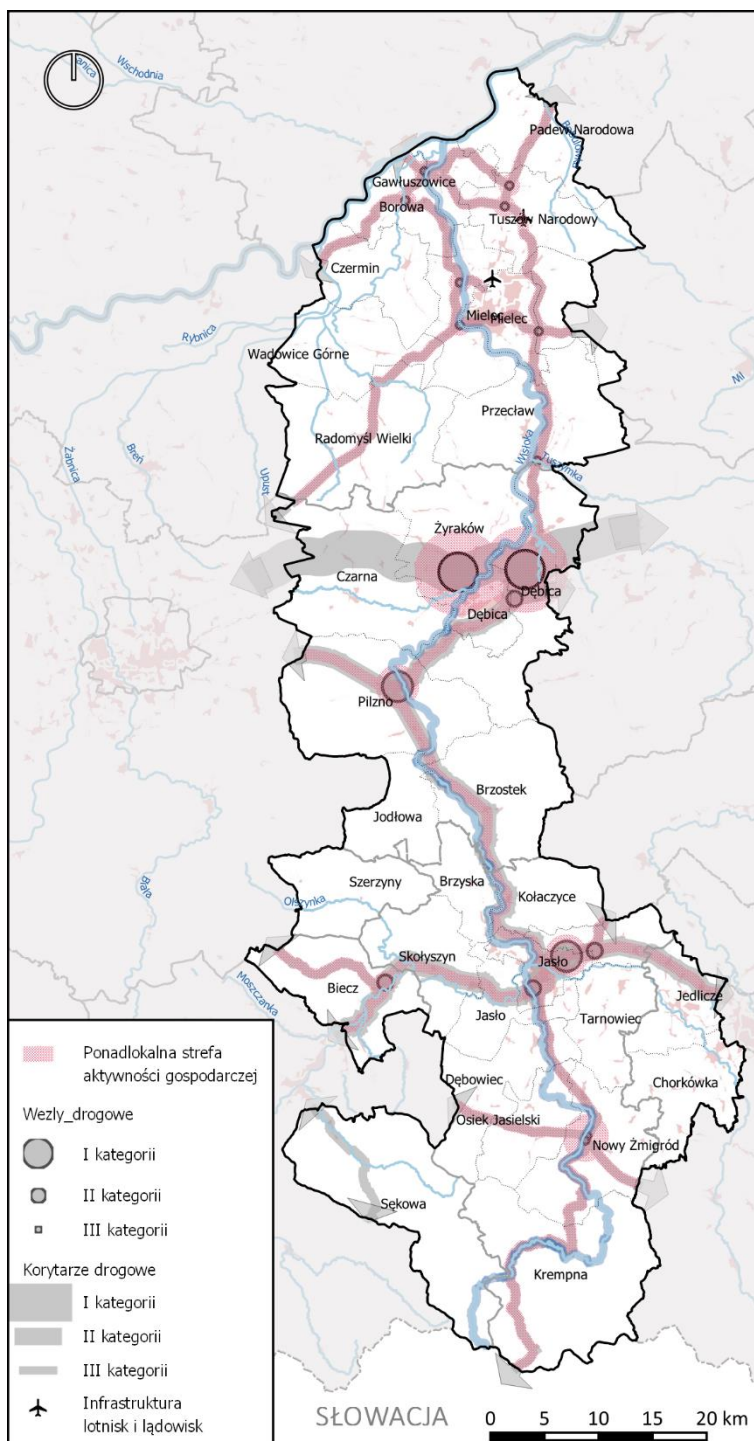 Wschodnia
Padew Narodowa
Gawłuszowice
Borowa
Tuszów Narodowy
Czermin
Rybnica
Mielec
Mielec
Wadowice Górne
Przecław
Radomyśl Wielki
Żabnica
Breń
Upust
Wisłoka
Tuszymka
Żyraków
Czarna
Dębica
Dębica
Pilzno
Brzostek
Jodłowa
Biała
Szerzyny
Brzyska
Olszynka
Kołaczyce
Skołyszyn
Jasło
Moszczanka
Biecz
Jedlicze
Jasło
Tarnowiec
Dębowiec
Chorkówka
Osiek Jasielski
Nowy Żmigród
Sękowa
Krempna
Ponadlokalna strefa
aktywności gospodarczej
Wezly_drogowe
I kategorii
II kategorii
III kategorii
Korytarze drogowe
I kategorii
II kategorii
III kategorii
Infrastruktura
lotnisk i lądowisk
SŁOWACJA
0 5 10 15 20 km